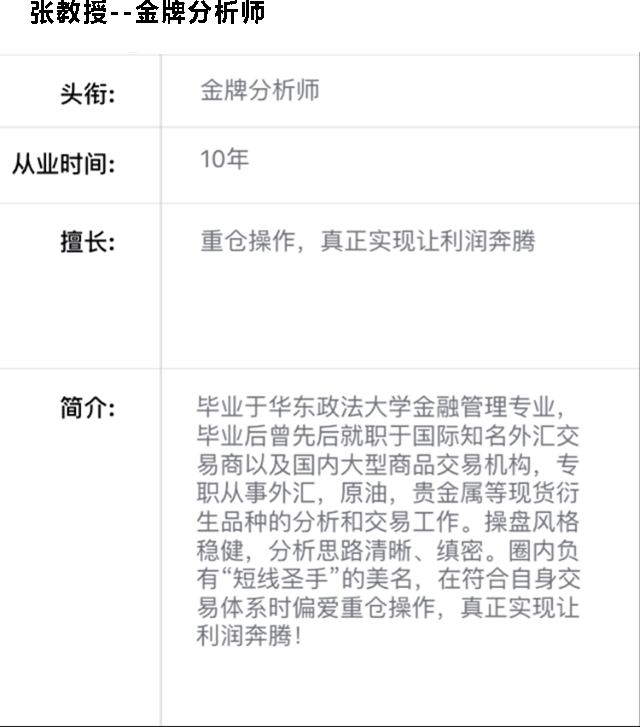 张教授--金牌分析师
头衔: 金牌分析师
从业时间: 10年
擅长: 重仓操作，真正实现让利润奔腾
简介: 毕业于华东政法大学金融管理专业，
毕业后曾先后就职于国际知名外汇交
易商以及国内大型商品交易机构，专
职从事外汇，原油，贵金属等现货衍
生品种的分析和交易工作。操盘风格
稳健，分析思路清晰、缜密。圈内负
有“短线圣手”的美名，在符合自身交
易体系时偏爱重仓操作，真正实现让
利润奔腾！